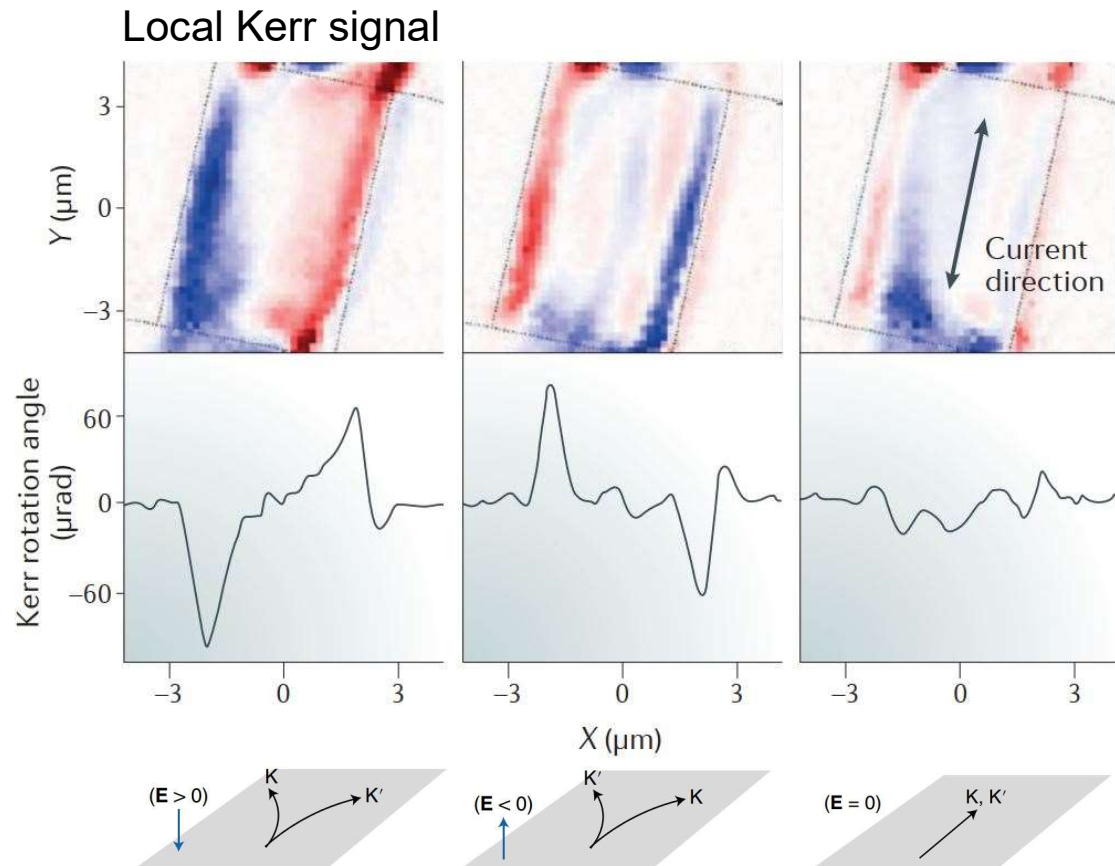 Local Kerr signal
Y (μm)
3
0
−3
Current
direction
Kerr rotation angle
(μrad)
60
0
−60
−3 0 3 −3 0 3 −3 0 3
X (μm)
(E > 0) K K′ (E < 0) K′ K (E = 0) K, K′